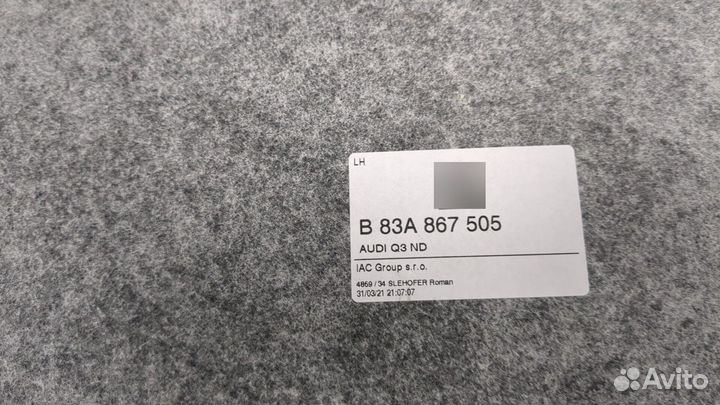 LH
B 83A 867 505
AUDI Q3 ND
IAC Group s.r.o.
4859 / 34 SLEHOFER Roman
31/03/21 21:07:07
Avito